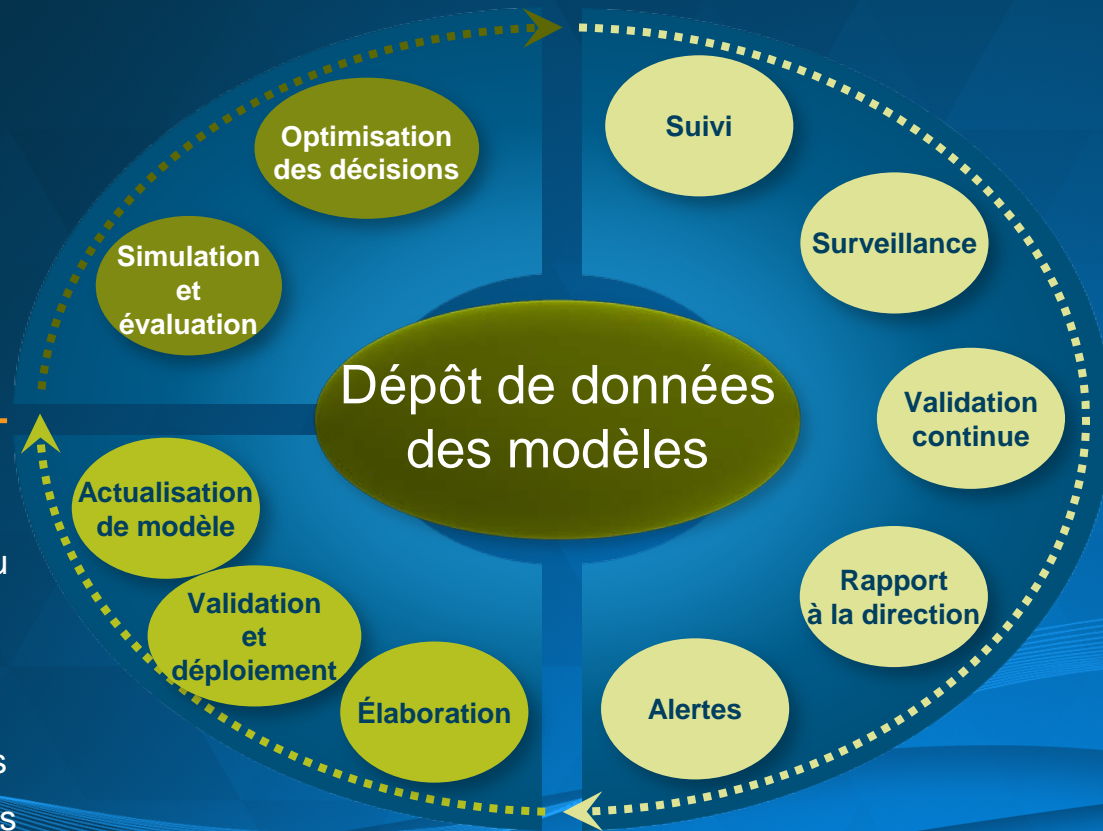 Optimisation
des décisions
Simulation
et
évaluation
Suivi
Surveillance
Validation
continue
Rapport
à la direction
Alertes
Élaboration
Validation
et
déploiement
Actualisation
de modèle
Dépôt de données
des modèles